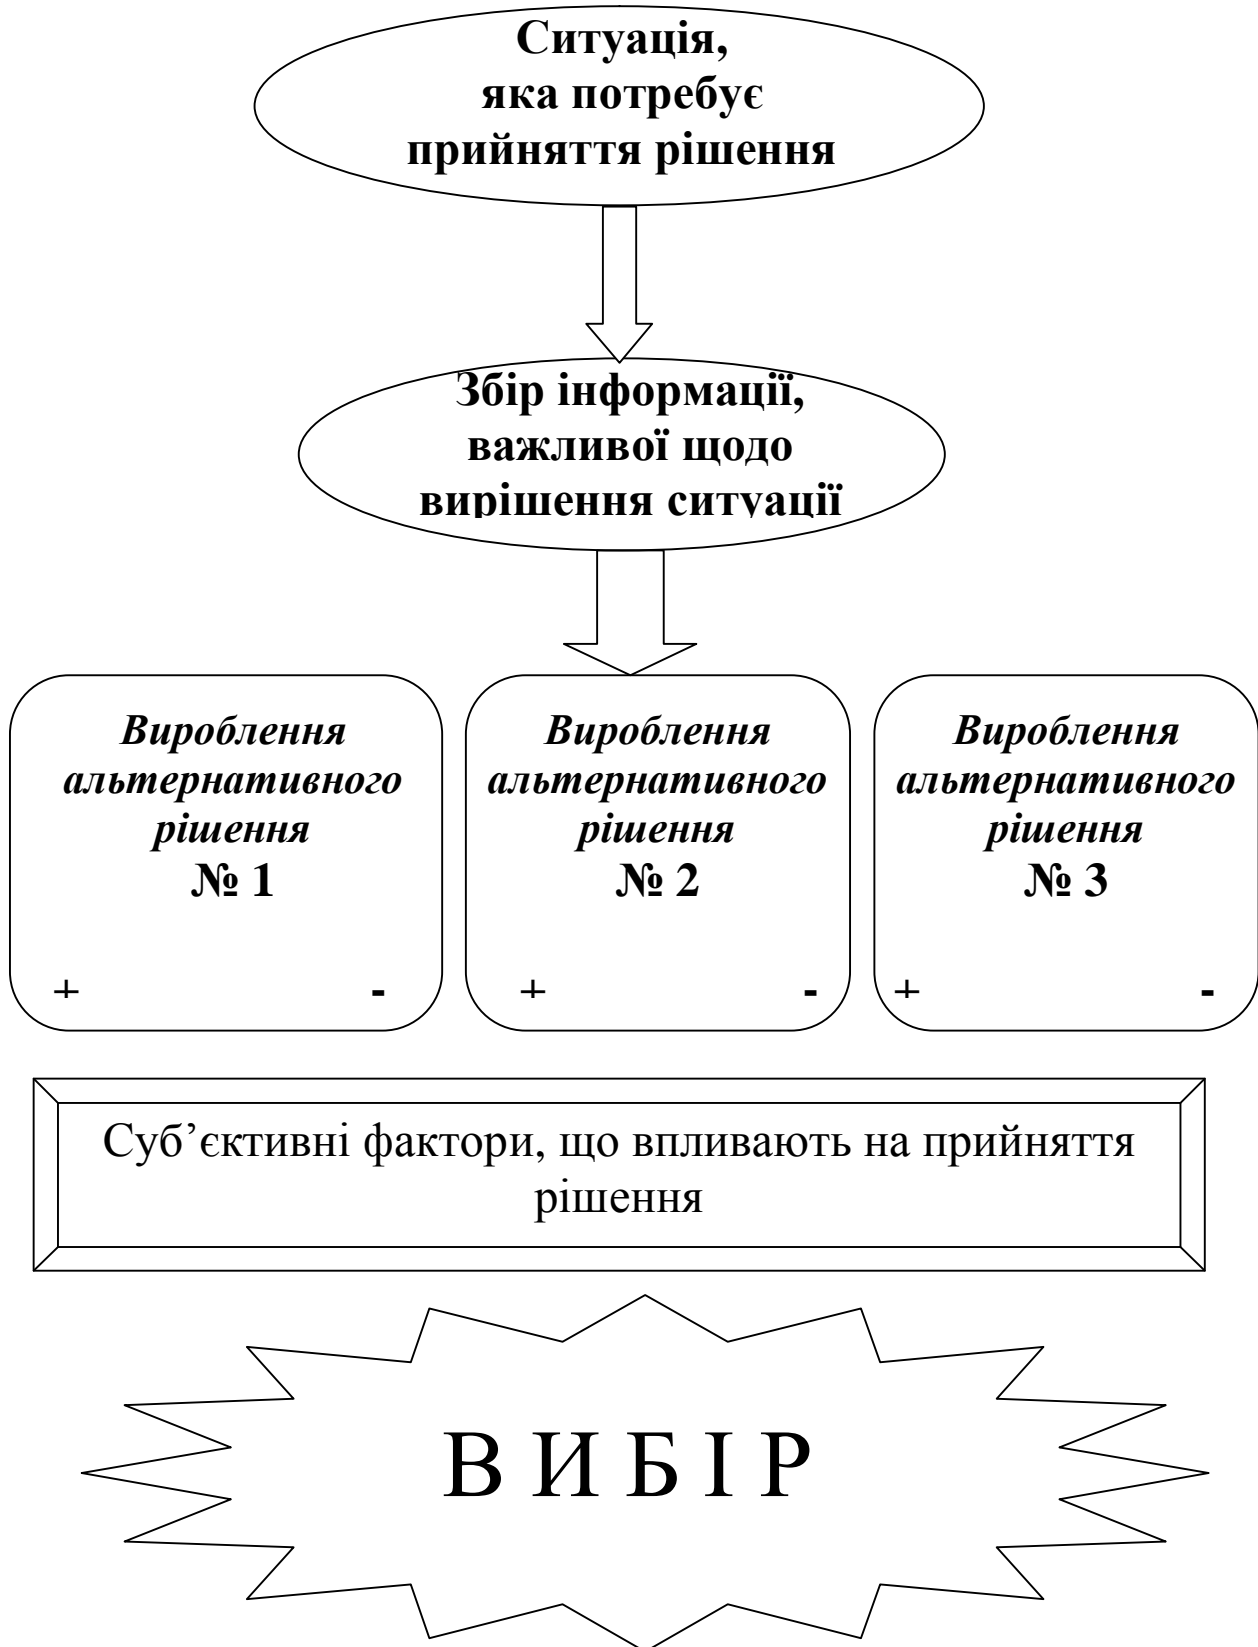 Ситуація,
яка потребує
прийняття рішення
Збір інформації,
важливої щодо
вирішення ситуації
Вироблення
альтернативного
рішення
№ 1
+ -
Вироблення
альтернативного
рішення
№ 2
+ -
Вироблення
альтернативного
рішення
№ 3
+ -
Суб’єктивні фактори, що впливають на прийняття
рішення
В И Б І Р